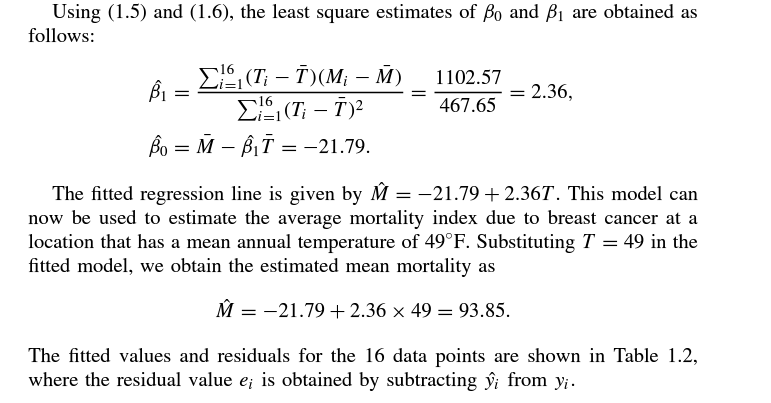 Using (1.5) and (1.6), the least square estimates of β₀ and β₁ are obtained as
follows:
β̂₁ = ∑¹⁶ᵢ₌₁(Tᵢ − T̄)(Mᵢ − M̄) / ∑¹⁶ᵢ₌₁(Tᵢ − T̄)² = 1102.57 / 467.65 = 2.36,
β̂₀ = M̄ − β̂₁T̄ = −21.79.
The fitted regression line is given by M̂ = −21.79 + 2.36T. This model can
now be used to estimate the average mortality index due to breast cancer at a
location that has a mean annual temperature of 49°F. Substituting T = 49 in the
fitted model, we obtain the estimated mean mortality as
M̂ = −21.79 + 2.36 × 49 = 93.85.
The fitted values and residuals for the 16 data points are shown in Table 1.2,
where the residual value eᵢ is obtained by subtracting ŷᵢ from yᵢ.